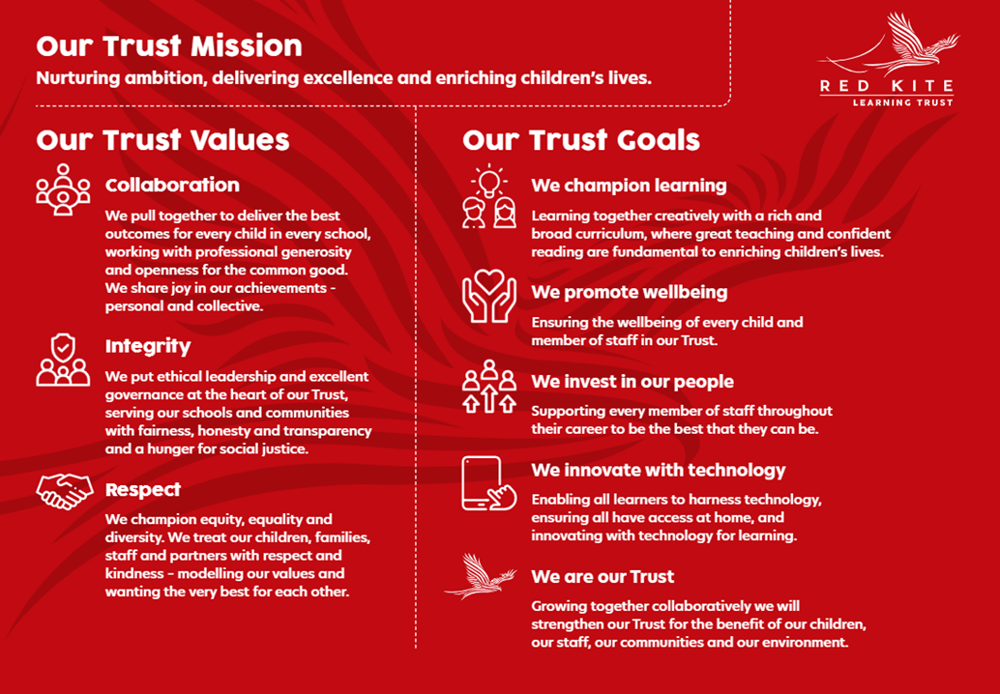 Our Trust Mission
Nurturing ambition, delivering excellence and enriching children's lives.
RED KITE
LEARNING TRUST
Our Trust Values
Collaboration
We pull together to deliver the best
outcomes for every child in every school,
working with professional generosity
and openness for the common good.
We share joy in our achievements -
personal and collective.
Integrity
We put ethical leadership and excellent
governance at the heart of our Trust,
serving our schools and communities
with fairness, honesty and transparency
and a hunger for social justice.
Respect
We champion equity, equality and
diversity. We treat our children, families,
staff and partners with respect and
kindness – modelling our values and
wanting the very best for each other.
Our Trust Goals
We champion learning
Learning together creatively with a rich and
broad curriculum, where great teaching and confident
reading are fundamental to enriching children's lives.
We promote wellbeing
Ensuring the wellbeing of every child and
member of staff in our Trust.
We invest in our people
Supporting every member of staff throughout
their career to be the best that they can be.
We innovate with technology
Enabling all learners to harness technology,
ensuring all have access at home, and
innovating with technology for learning.
We are our Trust
Growing together collaboratively we will
strengthen our Trust for the benefit of our children,
our staff, our communities and our environment.